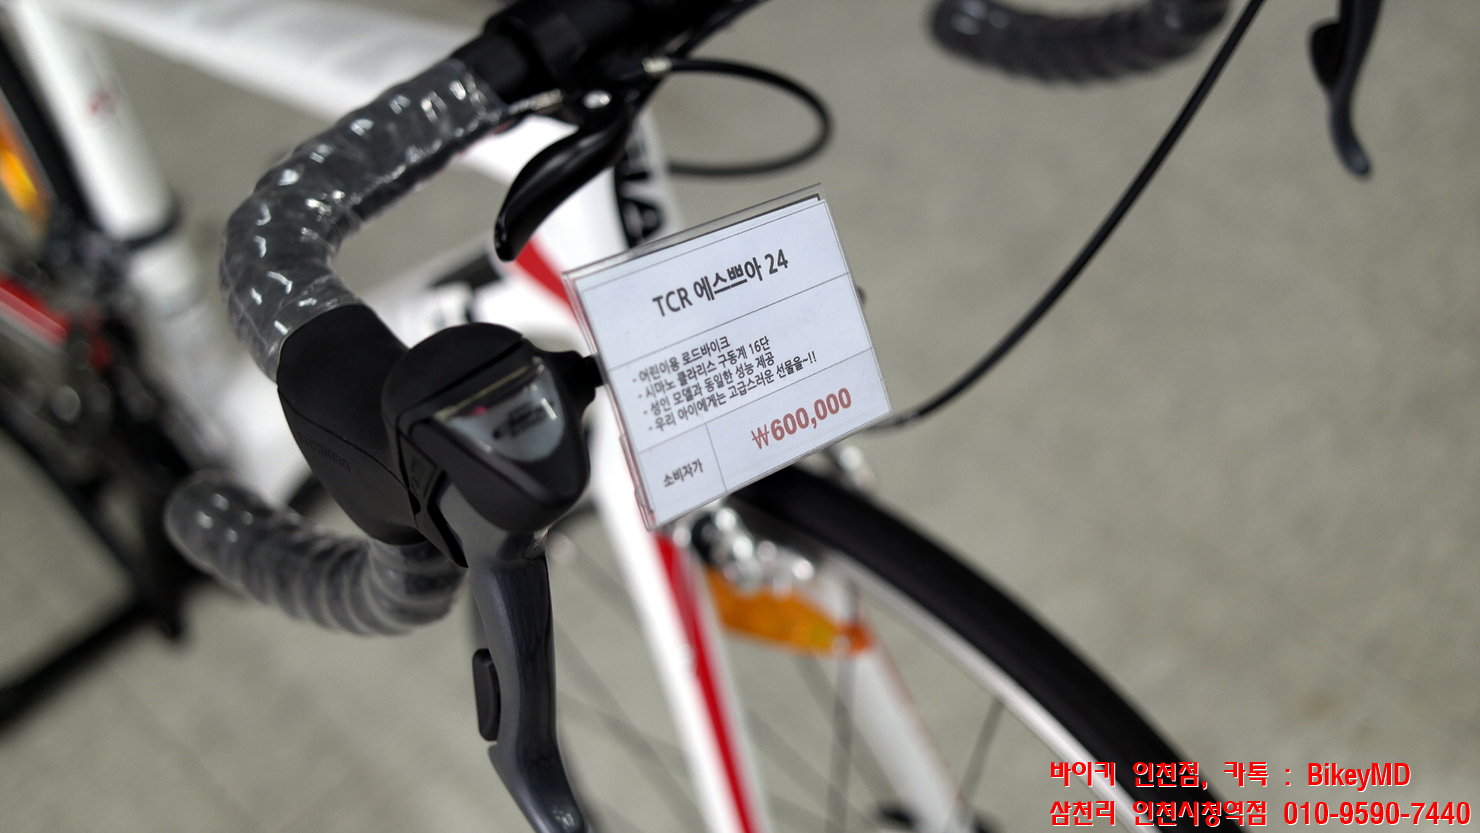 TCR 에스쁘아 24
- 어린이용 로드바이크
- 시마노 클라리스 구동계 16단
- 성인 모델과 동일한 성능 제공
- 우리 아이에게는 고급스러운 선물을~!!
소비자가
₩600,000
바이키 인천점, 카톡 : BikeyMD
삼천리 인천시청역점 010-9590-7440